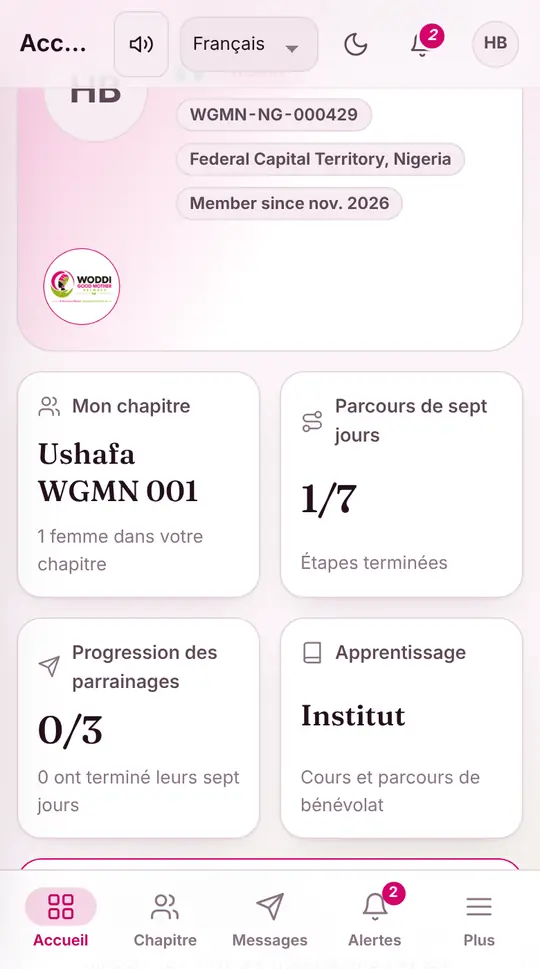 Acc...
Français
2
HB
HB
WGMN-NG-000429
Federal Capital Territory, Nigeria
Member since nov. 2026
WODDI
GOOD MOTHER
Mon chapitre
Ushafa
WGMN 001
1 femme dans votre
chapitre
Parcours de sept
jours
1/7
Étapes terminées
Progression des
parrainages
0/3
0 ont terminé leurs sept
jours
Apprentissage
Institut
Cours et parcours de
bénévolat
2
Accueil
Chapitre
Messages
Alertes
Plus